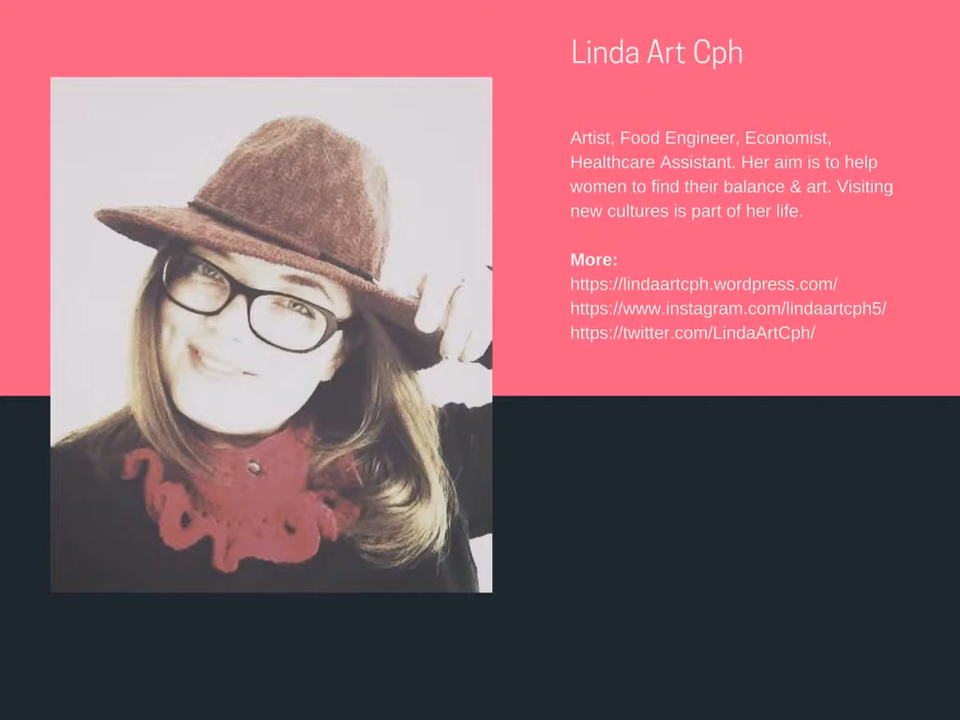 Linda Art Cph
Artist, Food Engineer, Economist,
Healthcare Assistant. Her aim is to help
women to find their balance & art. Visiting
new cultures is part of her life.
More:
https://lindaartcph.wordpress.com/
https://www.instagram.com/lindaartcph5/
https://twitter.com/LindaArtCph/